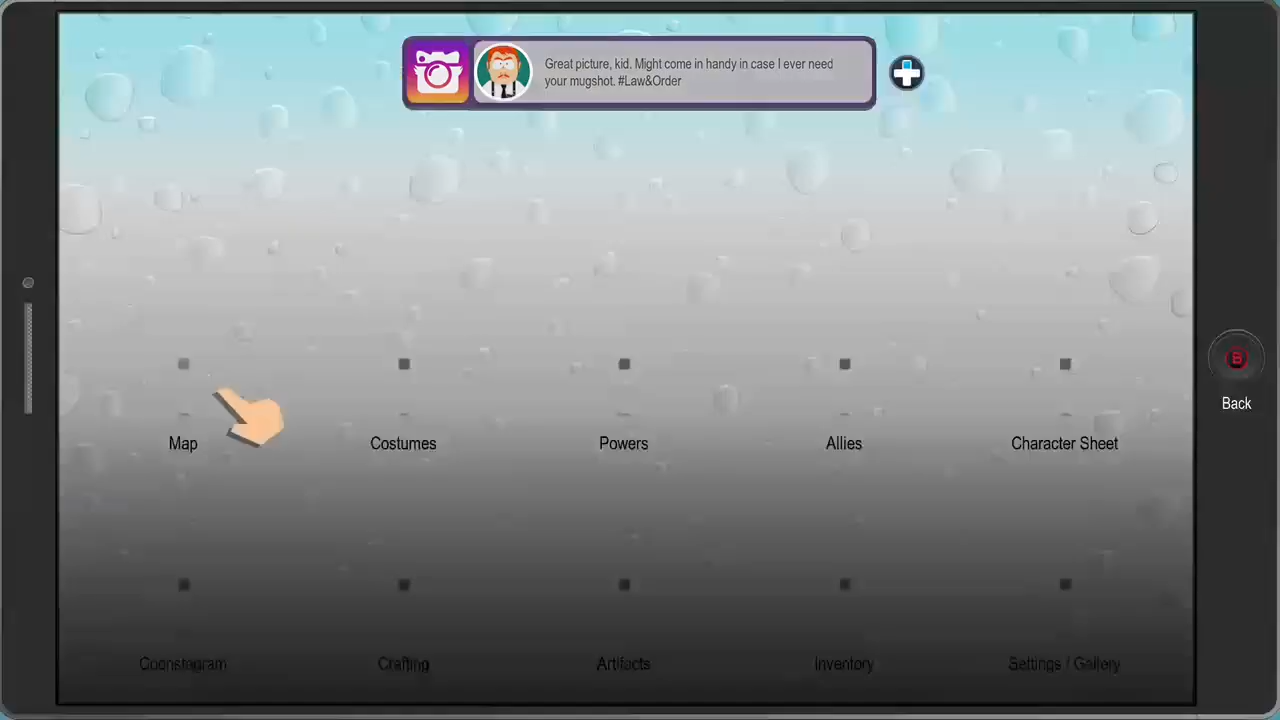 Great picture, kid. Might come in handy in case I ever need
your mugshot. #Law&Order
B
Back
Map
Costumes
Powers
Allies
Character Sheet
Coonstagram
Crafting
Artifacts
Inventory
Settings / Gallery